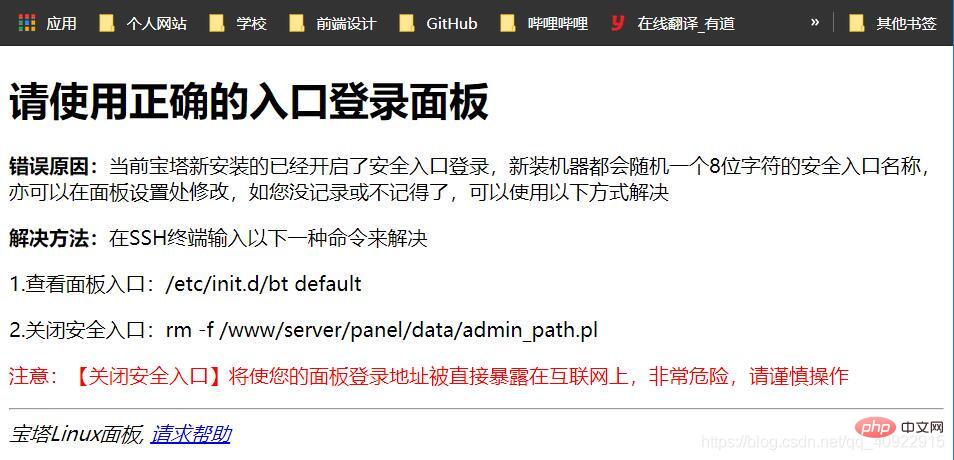 应用 个人网站 学校 前端设计 GitHub 哔哩哔哩 y 在线翻译_有道 » 其他书签
请使用正确的入口登录面板
错误原因：当前宝塔新安装的已经开启了安全入口登录，新装机器都会随机一个8位字符的安全入口名称，
亦可以在面板设置处修改，如您没记录或不记得了，可以使用以下方式解决
解决方法：在SSH终端输入以下一种命令来解决
1.查看面板入口：/etc/init.d/bt default
2.关闭安全入口：rm -f /www/server/panel/data/admin_path.pl
注意：【关闭安全入口】将使您的面板登录地址被直接暴露在互联网上，非常危险，请谨慎操作
宝塔Linux面板, 请求帮助
php 中文网
https://blog.csdn.net/qq_40922915